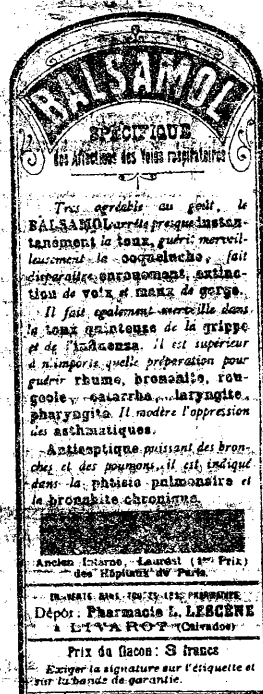 BALSAMOL
SPÉCIFIQUE
des Affections des Voies respiratoires
Très agréable au goût, le
BALSAMOL arrête presque instan-
tanément la toux, guérit merveil-
leusement la coqueluche, fait
disparaître enrouement, extinc-
tion de voix et maux de gorge.
Il fait également merveille dans
la toux quinteuse de la grippe
et de l'influenza. Il est supérieur
à n'importe quelle préparation pour
guérir rhume, bronchite, rou-
geole, catarrhe, laryngite,
pharyngite. Il modère l'oppression
des asthmatiques.
Antiseptique puissant des bron-
ches et des poumons, il est indiqué
dans la phtisie pulmonaire et
la bronchite chronique.
Ancien Interne, Lauréat (1er Prix)
des Hôpitaux de Paris.
EN VENTE DANS TOUTES LES PHARMACIES
Dépôt: Pharmacie L. LESCÈNE
à LIVAROT (Calvados)
Prix du flacon: 3 francs
Exiger la signature sur l'étiquette et
sur la bande de garantie.